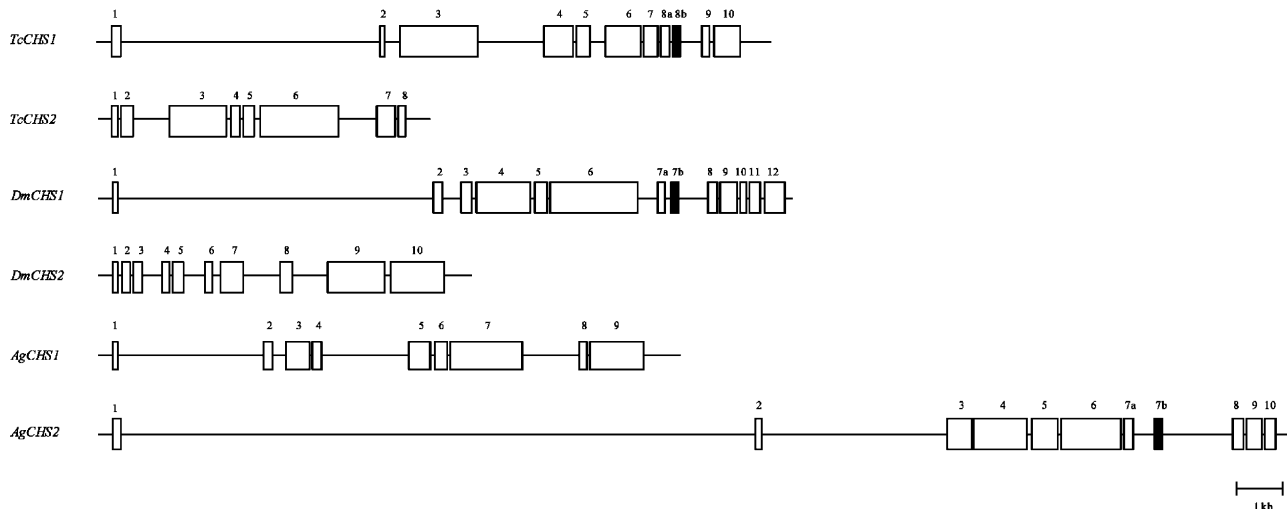 1 2 3 4 5 6 7 8a 8b 9 10
TcCHS1
1 2 3 4 5 6 7 8
TcCHS2
1 2 3 4 5 6 7a 7b 8 9 10 11 12
DmCHS1
1 2 3 4 5 6 7 8 9 10
DmCHS2
1 2 3 4 5 6 7 8 9
AgCHS1
1 2 3 4 5 6 7a 7b 8 9 10
AgCHS2
1 kb